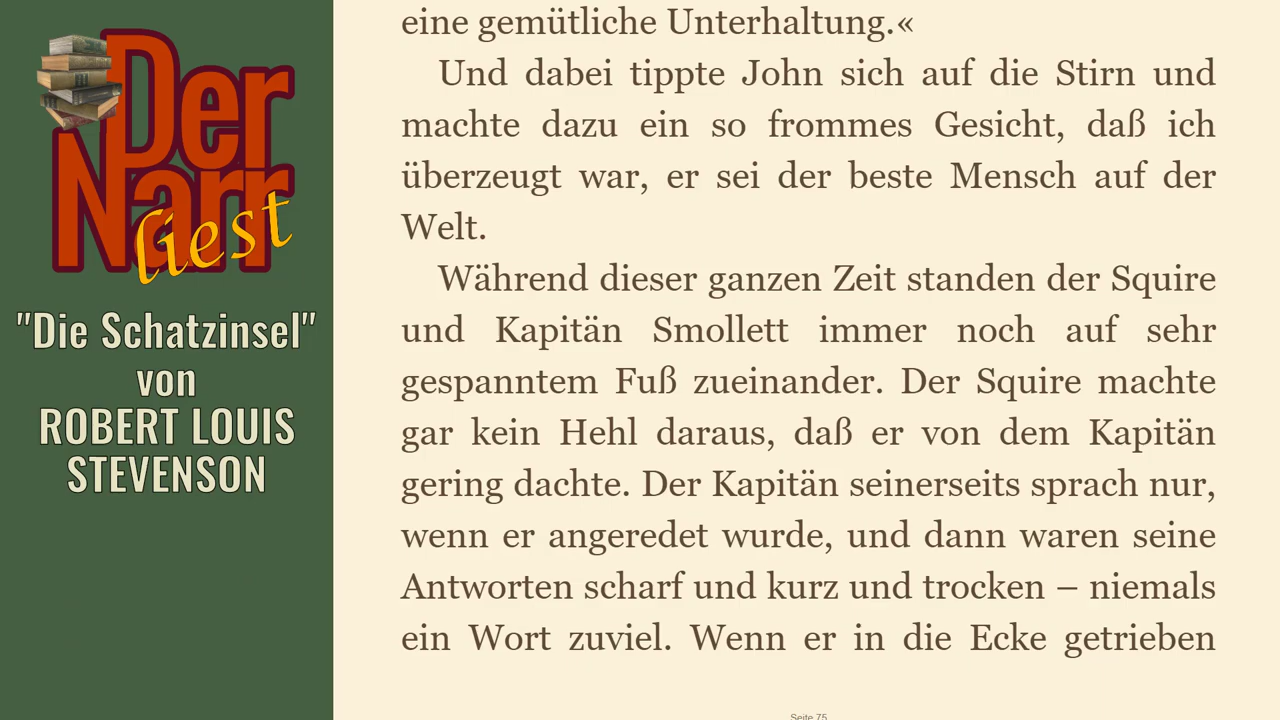 Der
Narr
liest
"Die Schatzinsel"
von
ROBERT LOUIS
STEVENSON
eine gemütliche Unterhaltung.«
Und dabei tippte John sich auf die Stirn und
machte dazu ein so frommes Gesicht, daß ich
überzeugt war, er sei der beste Mensch auf der
Welt.
Während dieser ganzen Zeit standen der Squire
und Kapitän Smollett immer noch auf sehr
gespanntem Fuß zueinander. Der Squire machte
gar kein Hehl daraus, daß er von dem Kapitän
gering dachte. Der Kapitän seinerseits sprach nur,
wenn er angeredet wurde, und dann waren seine
Antworten scharf und kurz und trocken – niemals
ein Wort zuviel. Wenn er in die Ecke getrieben
Seite 75